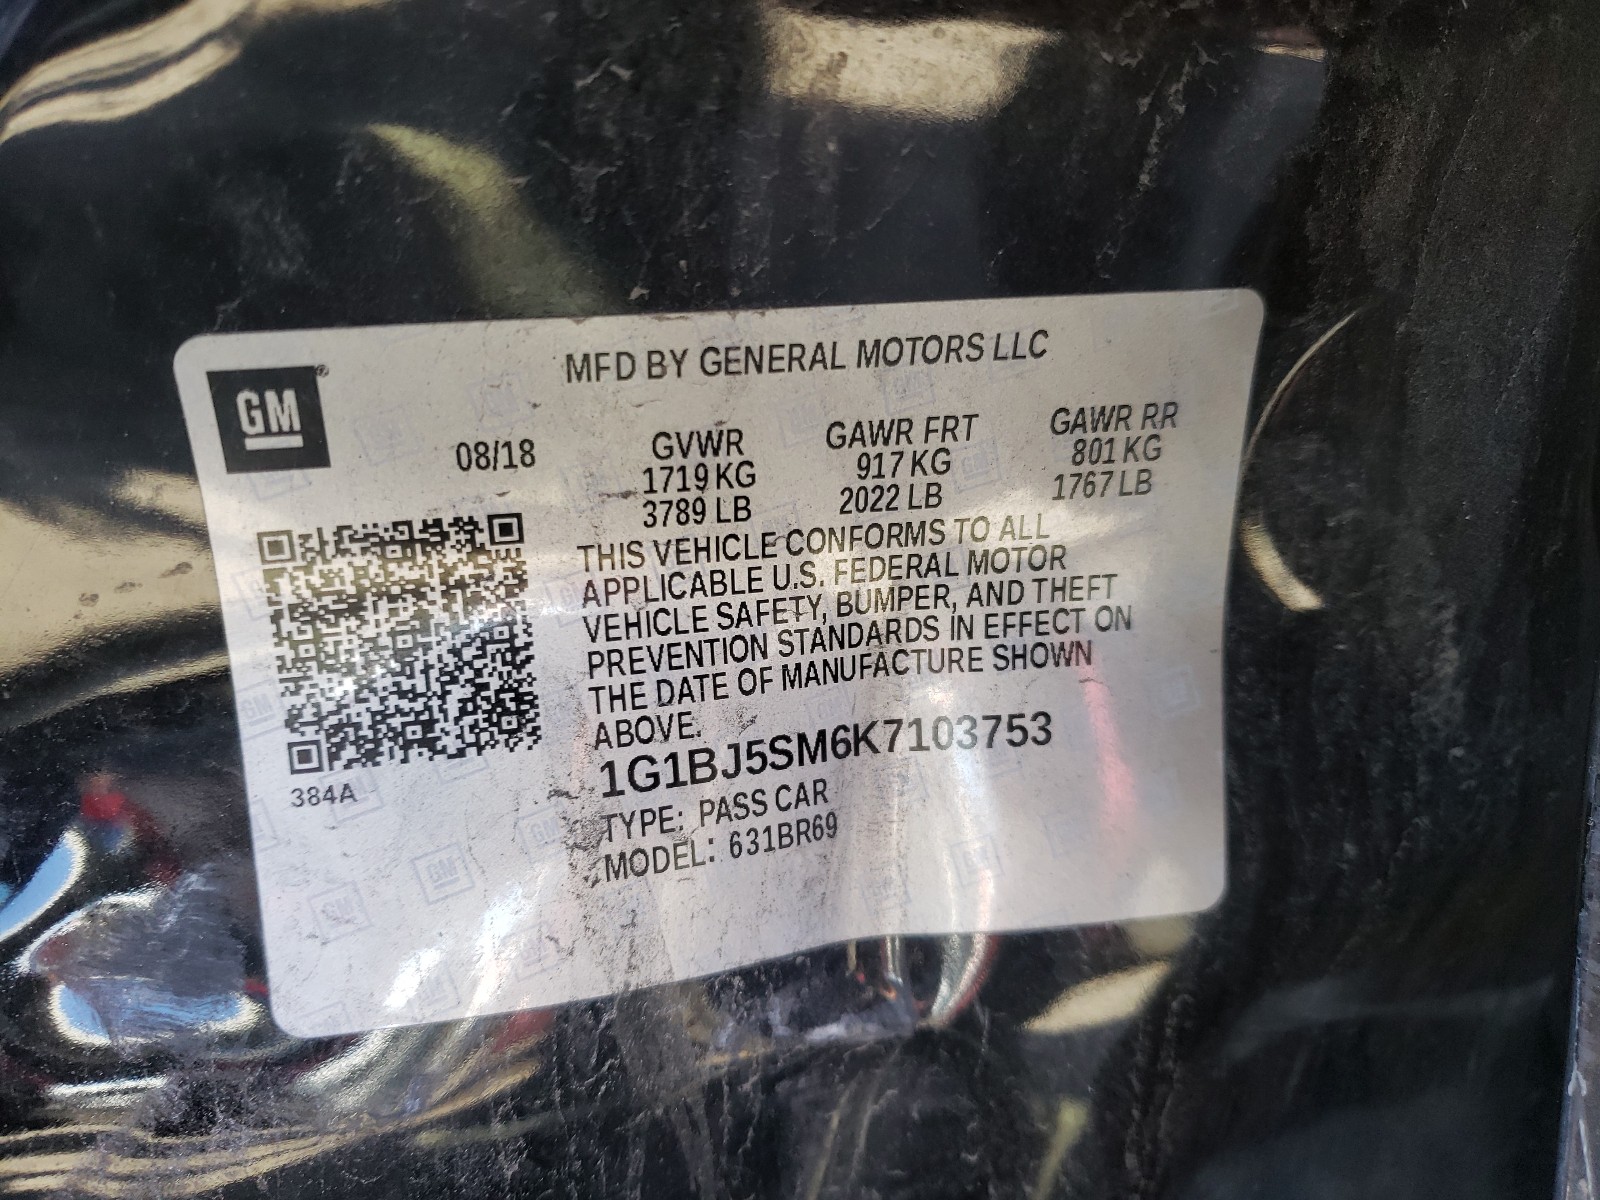 MFD BY GENERAL MOTORS LLC
GM®
08/18
GVWR GAWR FRT GAWR RR
1719 KG 917 KG 801 KG
3789 LB 2022 LB 1767 LB
THIS VEHICLE CONFORMS TO ALL
APPLICABLE U.S. FEDERAL MOTOR
VEHICLE SAFETY, BUMPER, AND THEFT
PREVENTION STANDARDS IN EFFECT ON
THE DATE OF MANUFACTURE SHOWN
ABOVE.
1G1BJ5SM6K7103753
TYPE: PASS CAR
MODEL: 631BR69
384A